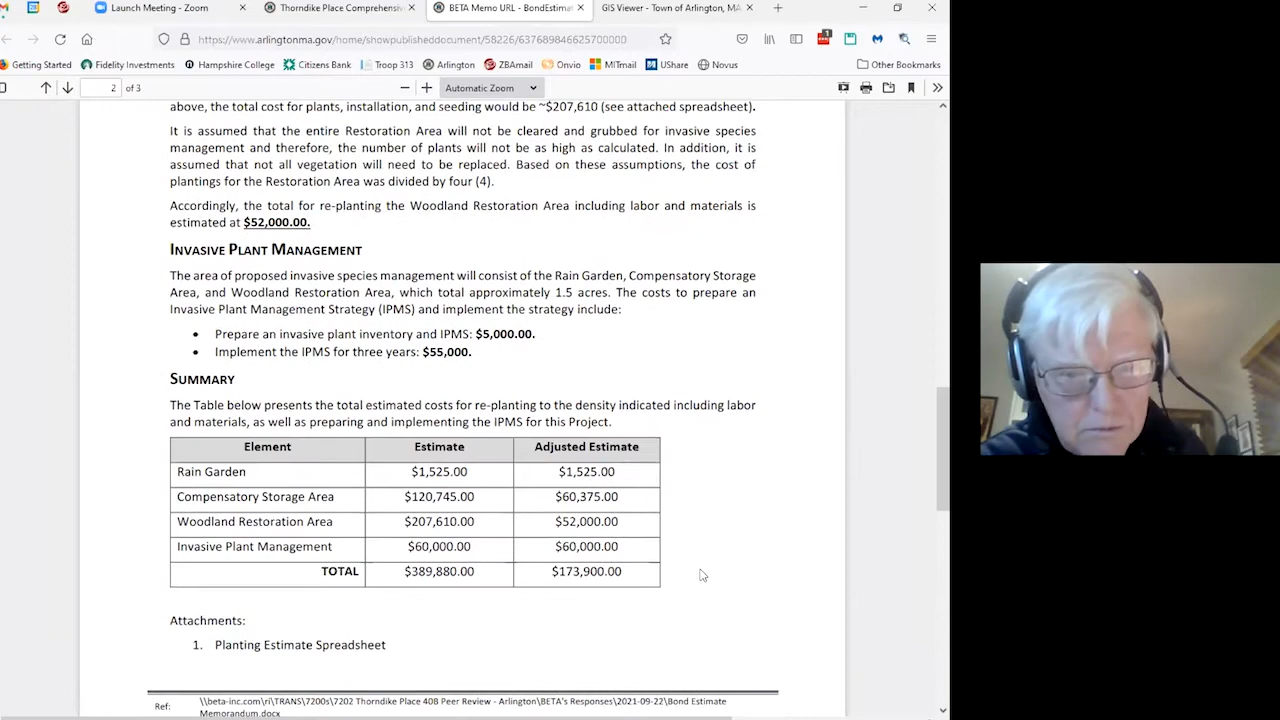 Launch Meeting - Zoom
Thorndike Place Comprehensiv
BETA Memo URL - BondEstimat
GIS Viewer - Town of Arlington, MA
https://www.arlingtonma.gov/home/showpublisheddocument/58226/637689846625700000
1
Getting Started
Fidelity Investments
Hampshire College
Citizens Bank
Troop 313
Arlington
ZBAmail
Onvio
MITmail
UShare
Novus
Other Bookmarks
2 of 3
Automatic Zoom
above, the total cost for plants, installation, and seeding would be ~$207,610 (see attached spreadsheet).
It is assumed that the entire Restoration Area will not be cleared and grubbed for invasive species
management and therefore, the number of plants will not be as high as calculated. In addition, it is
assumed that not all vegetation will need to be replaced. Based on these assumptions, the cost of
plantings for the Restoration Area was divided by four (4).
Accordingly, the total for re-planting the Woodland Restoration Area including labor and materials is
estimated at $52,000.00.
INVASIVE PLANT MANAGEMENT
The area of proposed invasive species management will consist of the Rain Garden, Compensatory Storage
Area, and Woodland Restoration Area, which total approximately 1.5 acres. The costs to prepare an
Invasive Plant Management Strategy (IPMS) and implement the strategy include:
• Prepare an invasive plant inventory and IPMS: $5,000.00.
• Implement the IPMS for three years: $55,000.
SUMMARY
The Table below presents the total estimated costs for re-planting to the density indicated including labor
and materials, as well as preparing and implementing the IPMS for this Project.
Element Estimate Adjusted Estimate
Rain Garden $1,525.00 $1,525.00
Compensatory Storage Area $120,745.00 $60,375.00
Woodland Restoration Area $207,610.00 $52,000.00
Invasive Plant Management $60,000.00 $60,000.00
TOTAL $389,880.00 $173,900.00
Attachments:
1. Planting Estimate Spreadsheet
Ref: \\beta-inc.com\ri\TRANS\7200s\7202 Thorndike Place 40B Peer Review - Arlington\BETA's Responses\2021-09-22\Bond Estimate
Memorandum.docx